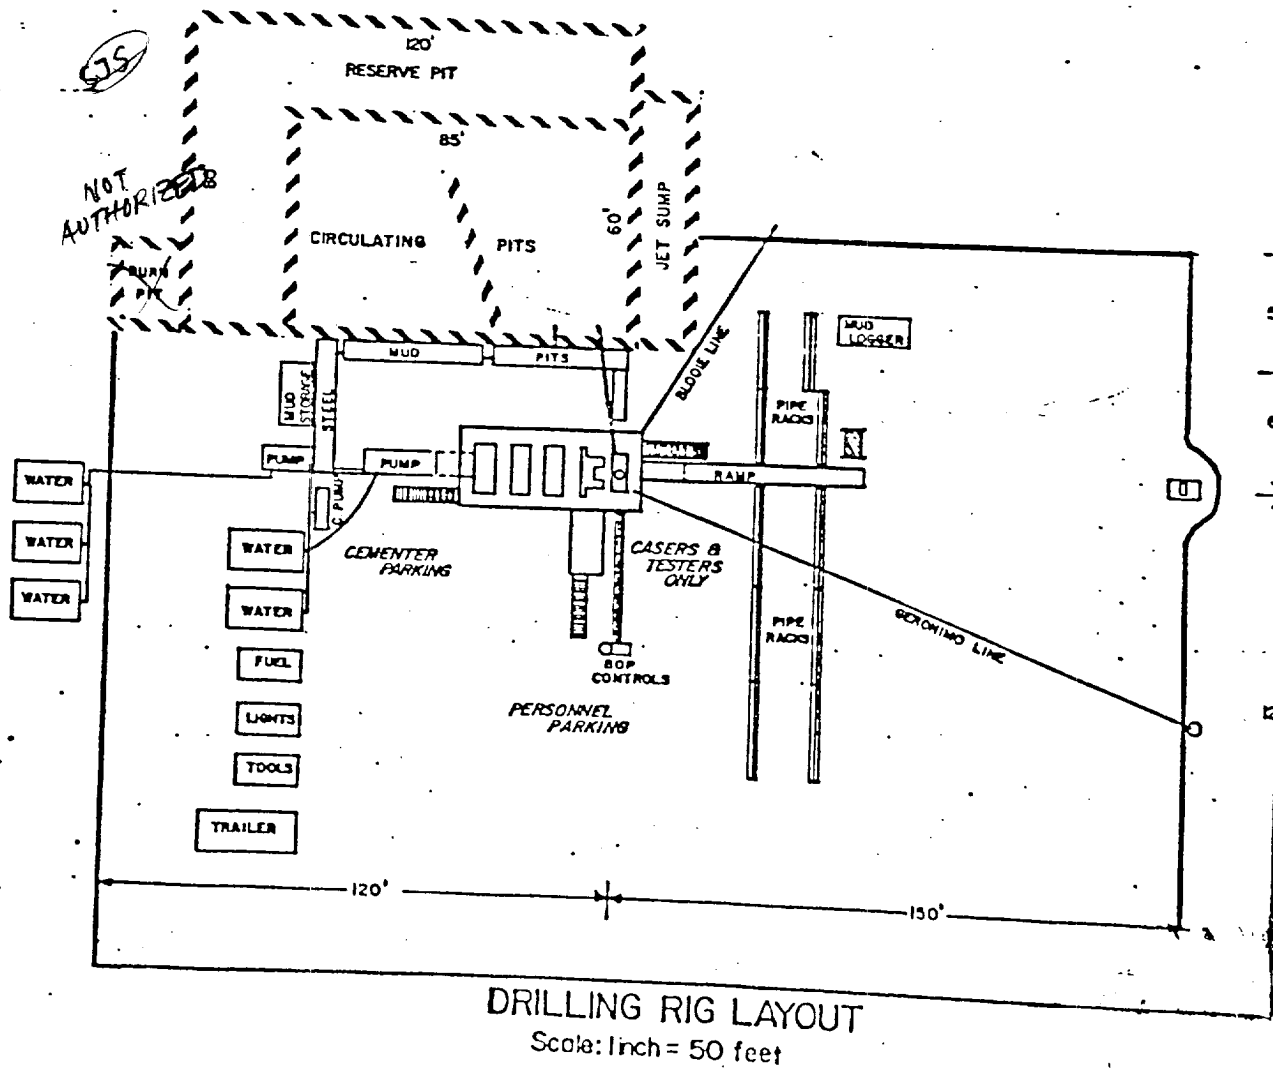 SJS
120'
RESERVE PIT
85'
NOT
AUTHORIZED
60'
JET SUMP
CIRCULATING
PITS
BURN
PIT
BLOOIE LINE
MUD
LOGGER
MUD
PITS
MUD
STORAGE
STEEL
PIPE
RACKS
PUMP
PUMP
RAMP
WATER
C PUMP
WATER
WATER
CEMENTER
PARKING
CASERS &
TESTERS
ONLY
WATER
WATER
GERONIMO LINE
PIPE
RACKS
FUEL
BOP
CONTROLS
LIGHTS
PERSONNEL
PARKING
TOOLS
TRAILER
120'
150'
DRILLING RIG LAYOUT
Scale: 1inch = 50 feet